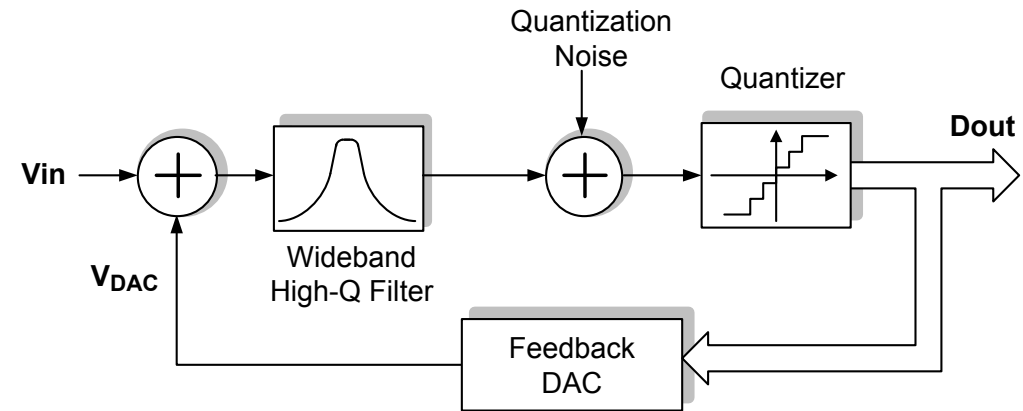 Quantization
Noise
Quantizer
Dout
Vin
Wideband
High-Q Filter
VDAC
Feedback
DAC